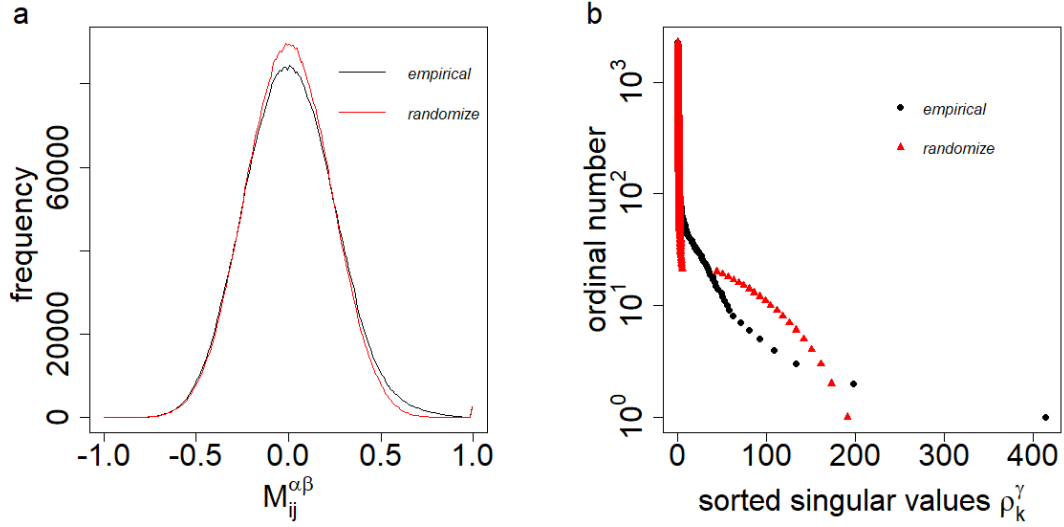 a
frequency
0
20000
60000
-1.0
-0.5
0.0
0.5
1.0
M_{ij}^{αβ}
empirical
randomize
b
ordinal number
10^0
10^1
10^2
10^3
0
100
200
300
400
sorted singular values ρ_k^γ
empirical
randomize